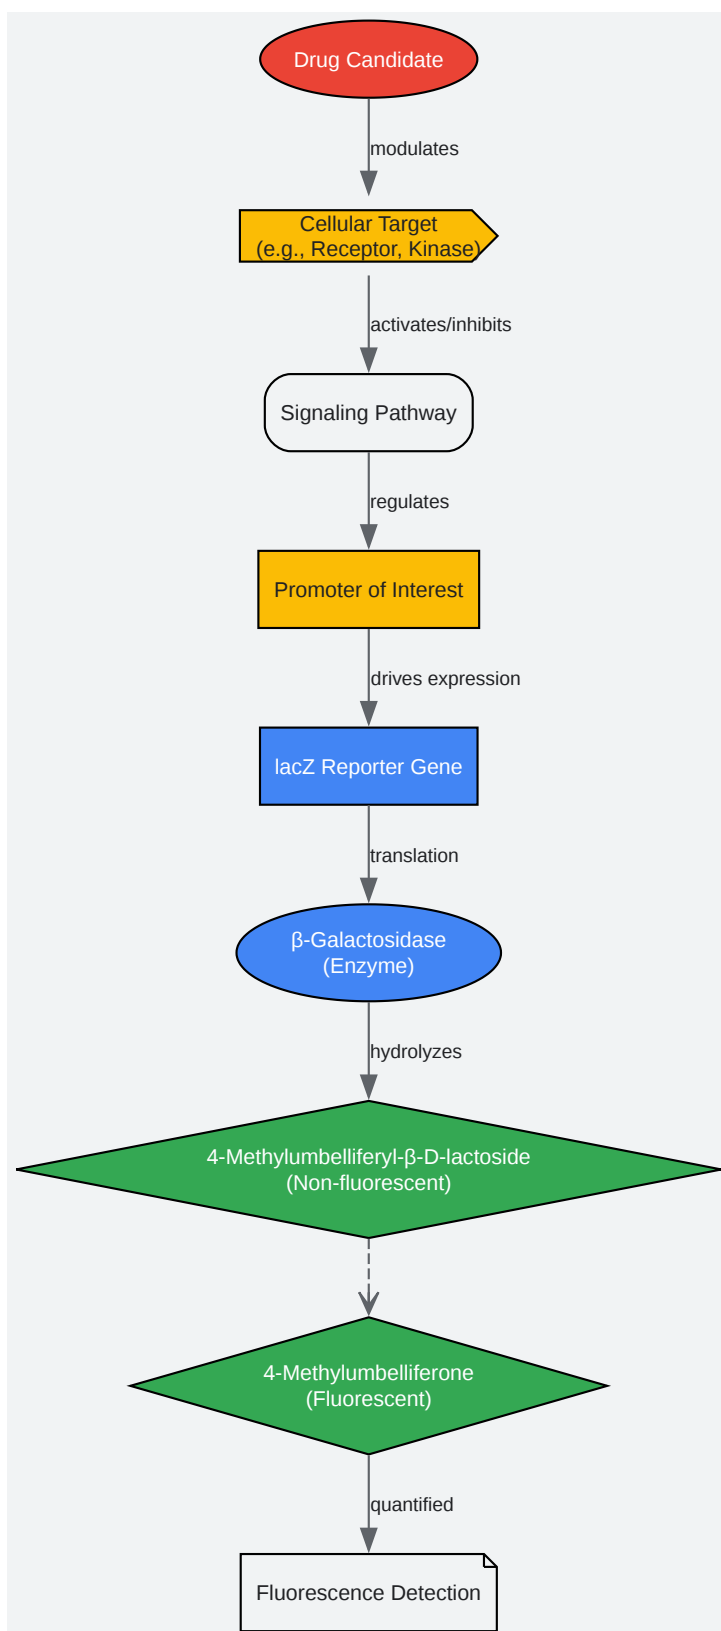 Drug Candidate
modulates
Cellular Target
(e.g., Receptor, Kinase)
activates/inhibits
Signaling Pathway
regulates
Promoter of Interest
drives expression
lacZ Reporter Gene
translation
β-Galactosidase
(Enzyme)
hydrolyzes
4-Methylumbelliferyl-β-D-lactoside
(Non-fluorescent)
4-Methylumbelliferone
(Fluorescent)
quantified
Fluorescence Detection